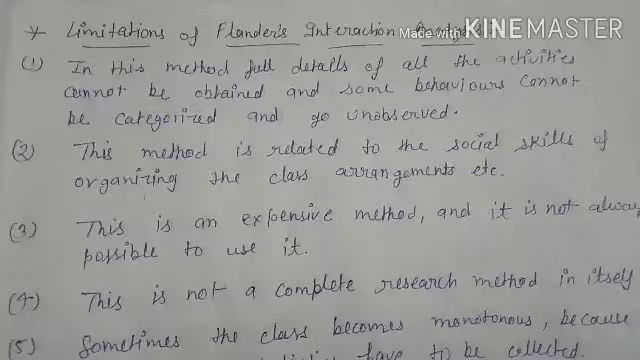 * Limitations of Flander's Interaction
Made with KINEMASTER
(1) In this method full details of all the activities
cannot be obtained and some behaviours cannot
be categorized and go unobserved.
(2) This method is related to the social skills of
organizing the class arrangements etc.
(3) This is an expensive method, and it is not alway
possible to use it.
(4) This is not a complete research method in itself
(5) Sometimes the class becomes monotonous, because
have to be collected.